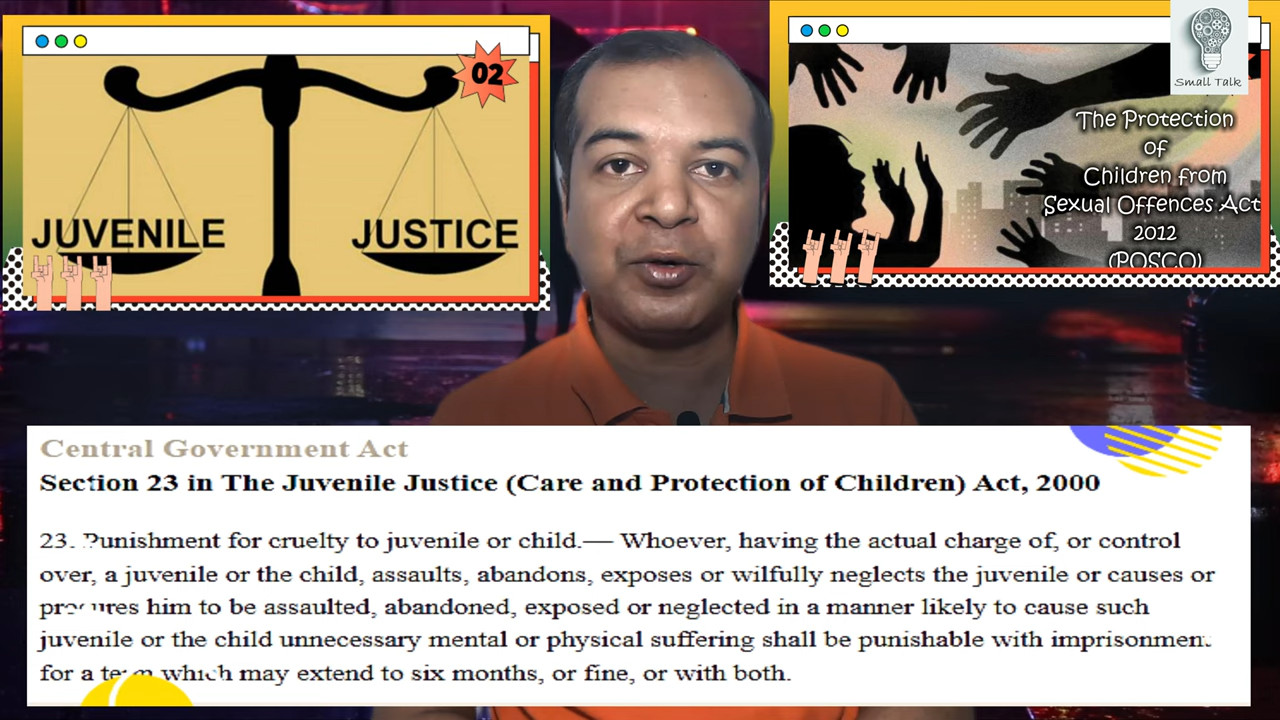 02
JUVENILE JUSTICE
Small Talk
The Protection
of
Children from
Sexual Offences Act
2012
(POSCO)
Central Government Act
Section 23 in The Juvenile Justice (Care and Protection of Children) Act, 2000
23. Punishment for cruelty to juvenile or child.— Whoever, having the actual charge of, or control
over, a juvenile or the child, assaults, abandons, exposes or wilfully neglects the juvenile or causes or
procures him to be assaulted, abandoned, exposed or neglected in a manner likely to cause such
juvenile or the child unnecessary mental or physical suffering shall be punishable with imprisonment
for a term which may extend to six months, or fine, or with both.